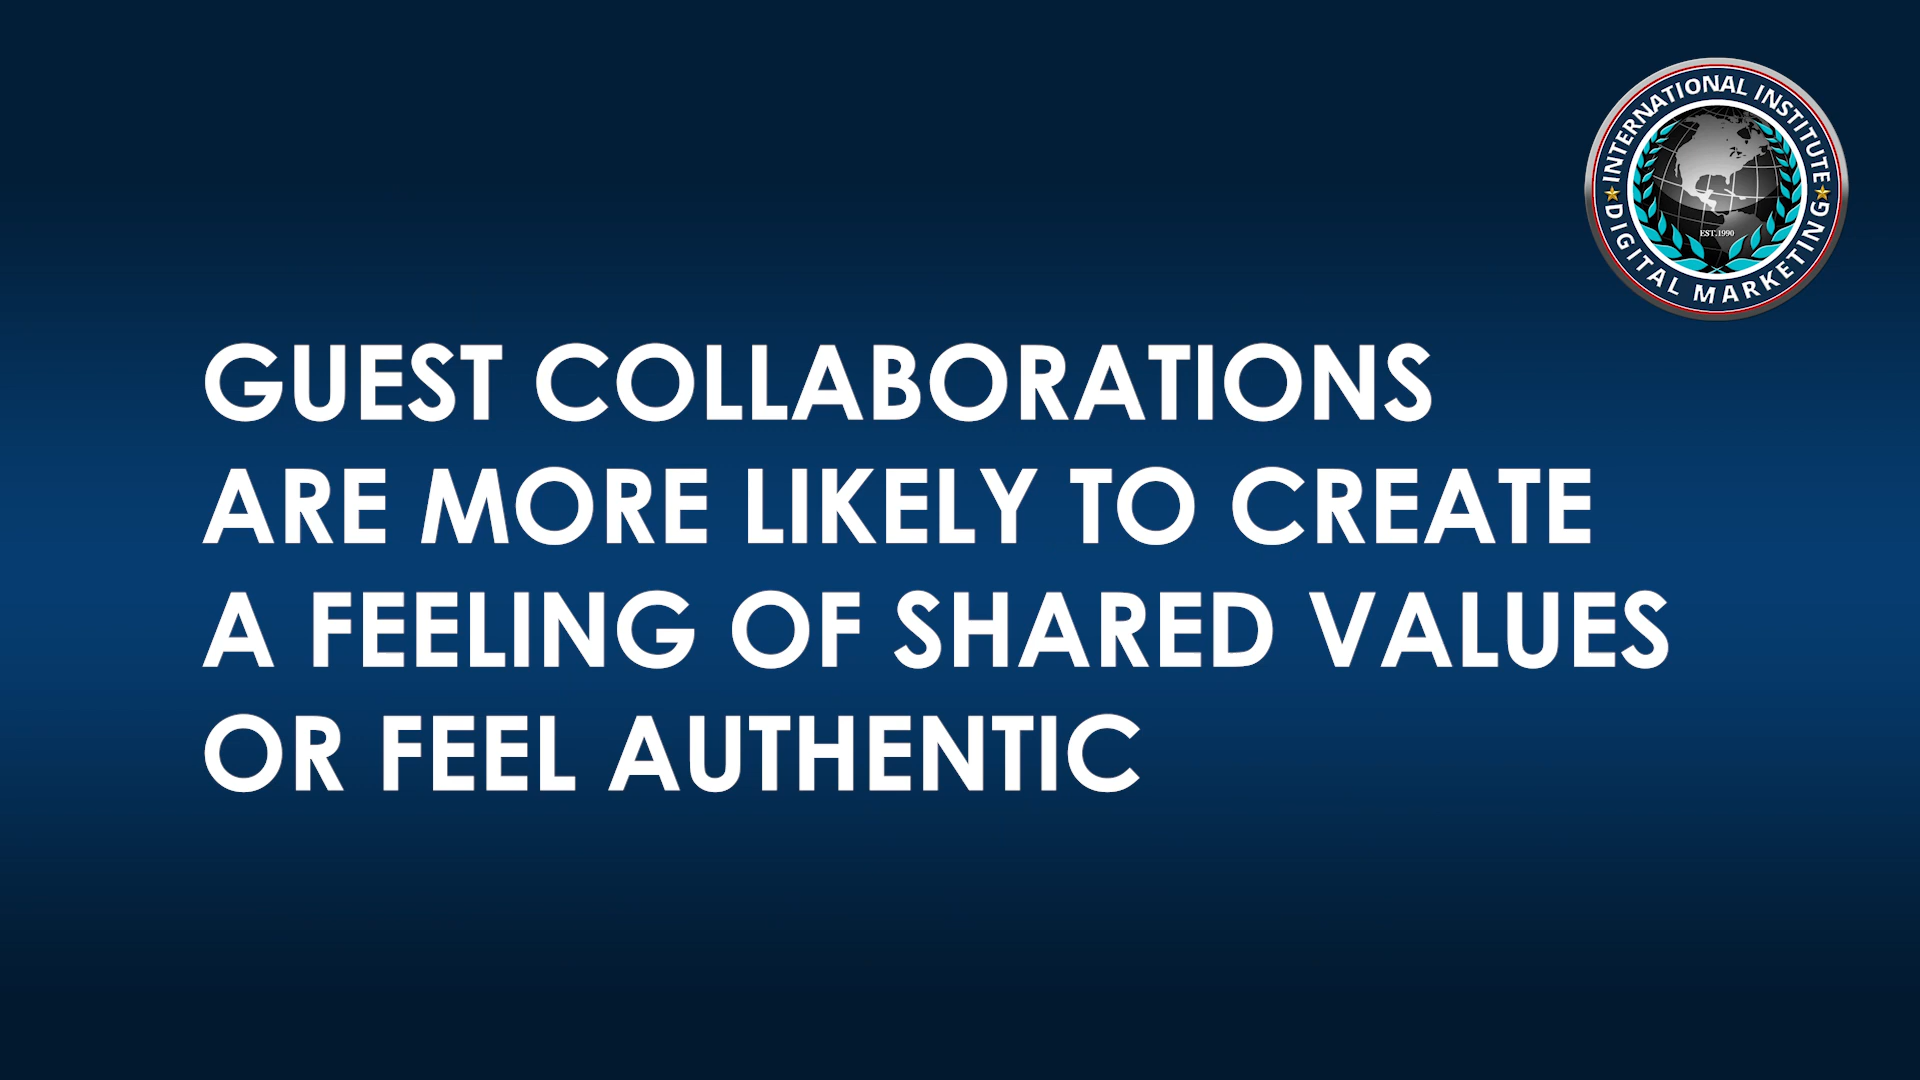 INTERNATIONAL INSTITUTE
EST.1990
DIGITAL MARKETING
GUEST COLLABORATIONS
ARE MORE LIKELY TO CREATE
A FEELING OF SHARED VALUES
OR FEEL AUTHENTIC